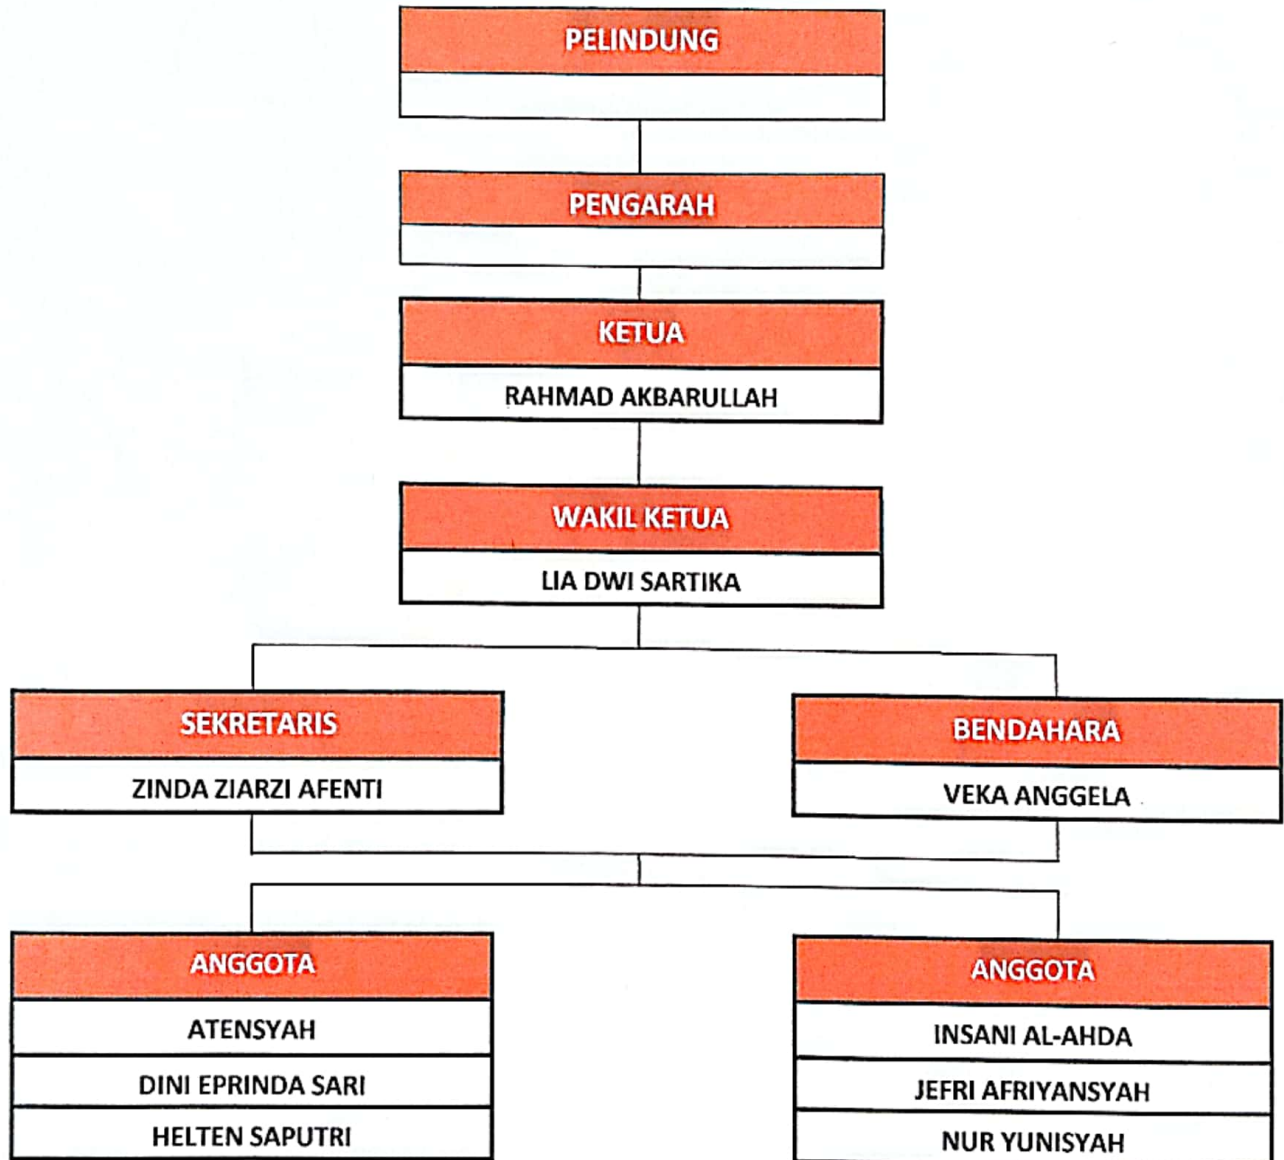 PELINDUNG
PENGARAH
KETUA
RAHMAD AKBARULLAH
WAKIL KETUA
LIA DWI SARTIKA
SEKRETARIS
ZINDA ZIARZI AFENTI
BENDAHARA
VEKA ANGGELA
ANGGOTA
ATENSYAH
DINI EPRINDA SARI
HELTEN SAPUTRI
ANGGOTA
INSANI AL-AHDA
JEFRI AFRIYANSYAH
NUR YUNISYAH